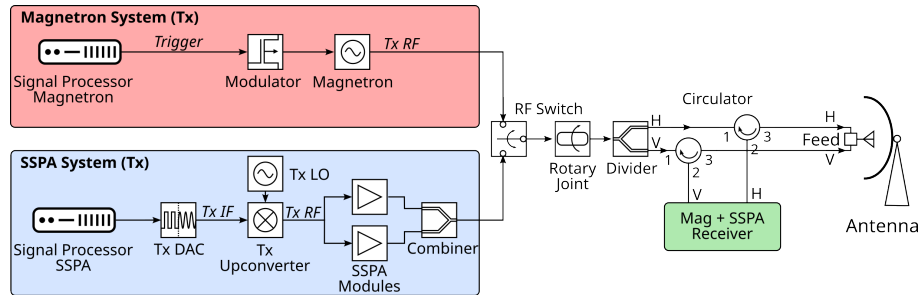 Magnetron System (Tx)
Trigger
Tx RF
Signal Processor
Magnetron
Modulator
Magnetron
RF Switch
Circulator
H
V
1
3
2
1
3
2
H
Feed
V
Rotary
Joint
Divider
V
H
Mag + SSPA
Receiver
Antenna
SSPA System (Tx)
Tx LO
Tx IF
Tx RF
Signal Processor
SSPA
Tx DAC
Tx
Upconverter
SSPA
Modules
Combiner